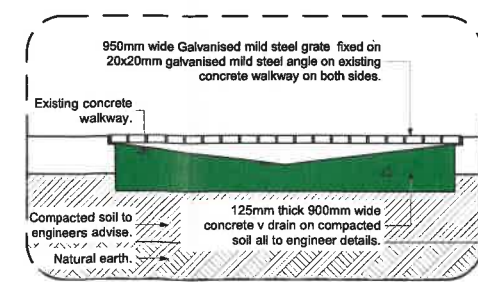 950mm wide Galvanised mild steel grate fixed on
20x20mm galvanised mild steel angle on existing
concrete walkway on both sides.
Existing concrete
walkway.
125mm thick 900mm wide
concrete v drain on compacted
soil all to engineer details.
Compacted soil to
engineers advise.
Natural earth.